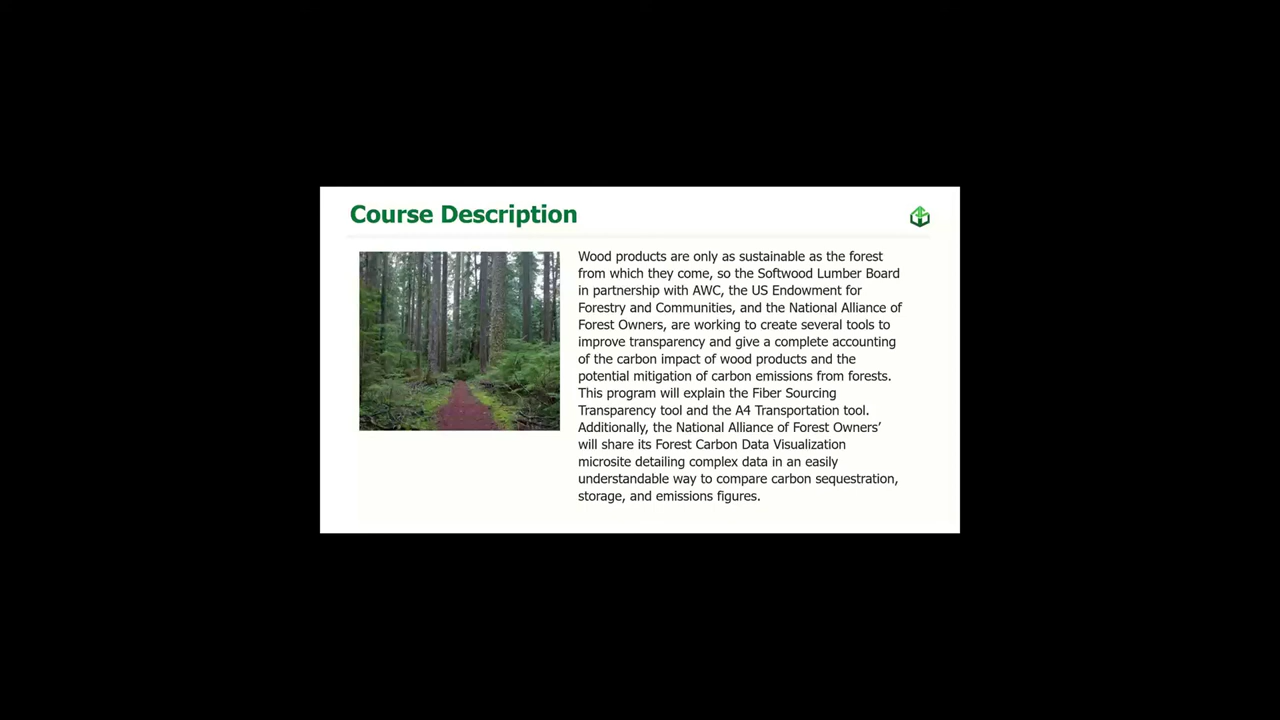 Course Description
Wood products are only as sustainable as the forest
from which they come, so the Softwood Lumber Board
in partnership with AWC, the US Endowment for
Forestry and Communities, and the National Alliance of
Forest Owners, are working to create several tools to
improve transparency and give a complete accounting
of the carbon impact of wood products and the
potential mitigation of carbon emissions from forests.
This program will explain the Fiber Sourcing
Transparency tool and the A4 Transportation tool.
Additionally, the National Alliance of Forest Owners’
will share its Forest Carbon Data Visualization
microsite detailing complex data in an easily
understandable way to compare carbon sequestration,
storage, and emissions figures.